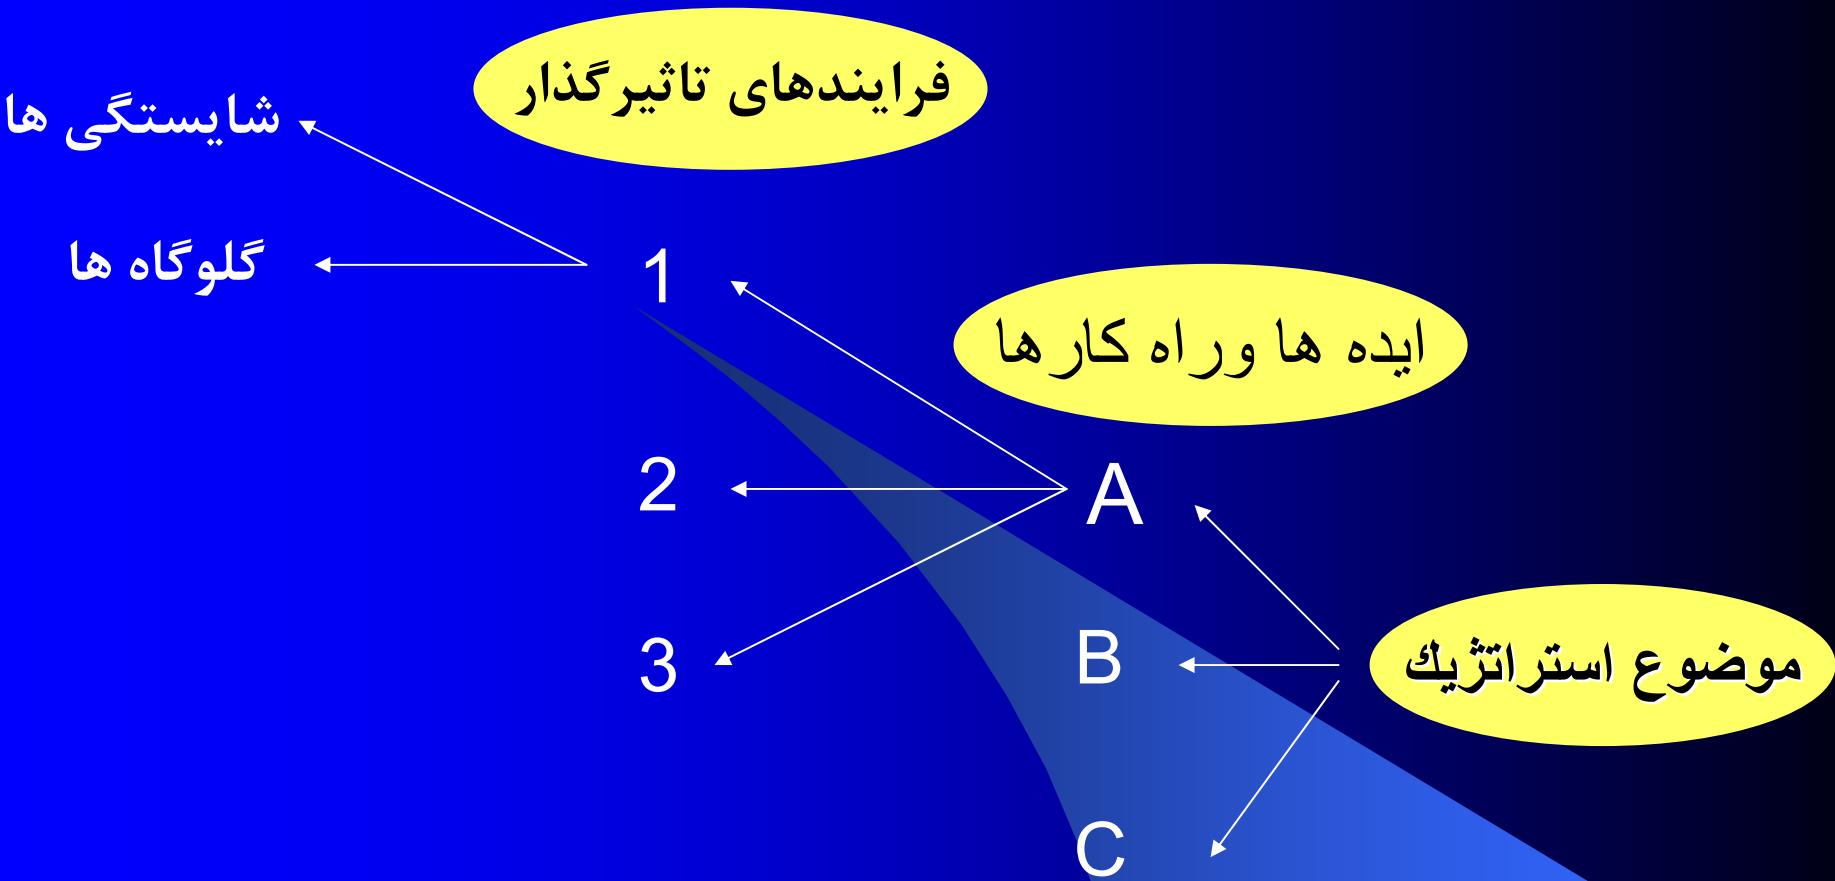 فرایندهای تاثیرگذار
شایستگی ها
گلوگاه ها
1
ایده ها وراه کارها
2
A
3
B
موضوع استراتژيك
C